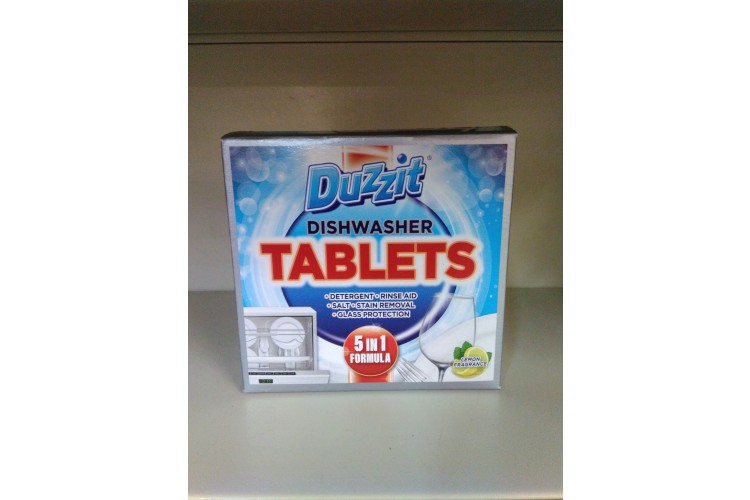 Duzzit®
DISHWASHER
TABLETS
• DETERGENT • RINSE AID
• SALT • STAIN REMOVAL
• GLASS PROTECTION
5 IN 1
FORMULA
LEMON
FRAGRANCE